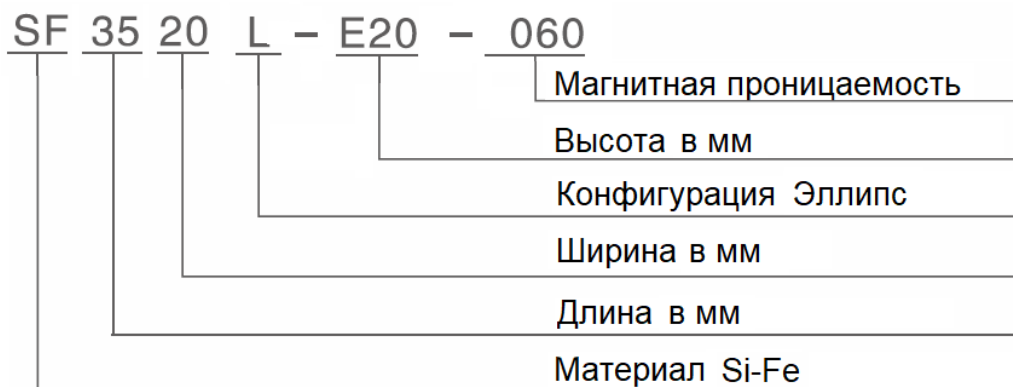 SF 35 20 L – E20 - 060
Магнитная проницаемость
Высота в мм
Конфигурация Эллипс
Ширина в мм
Длина в мм
Материал Si-Fe